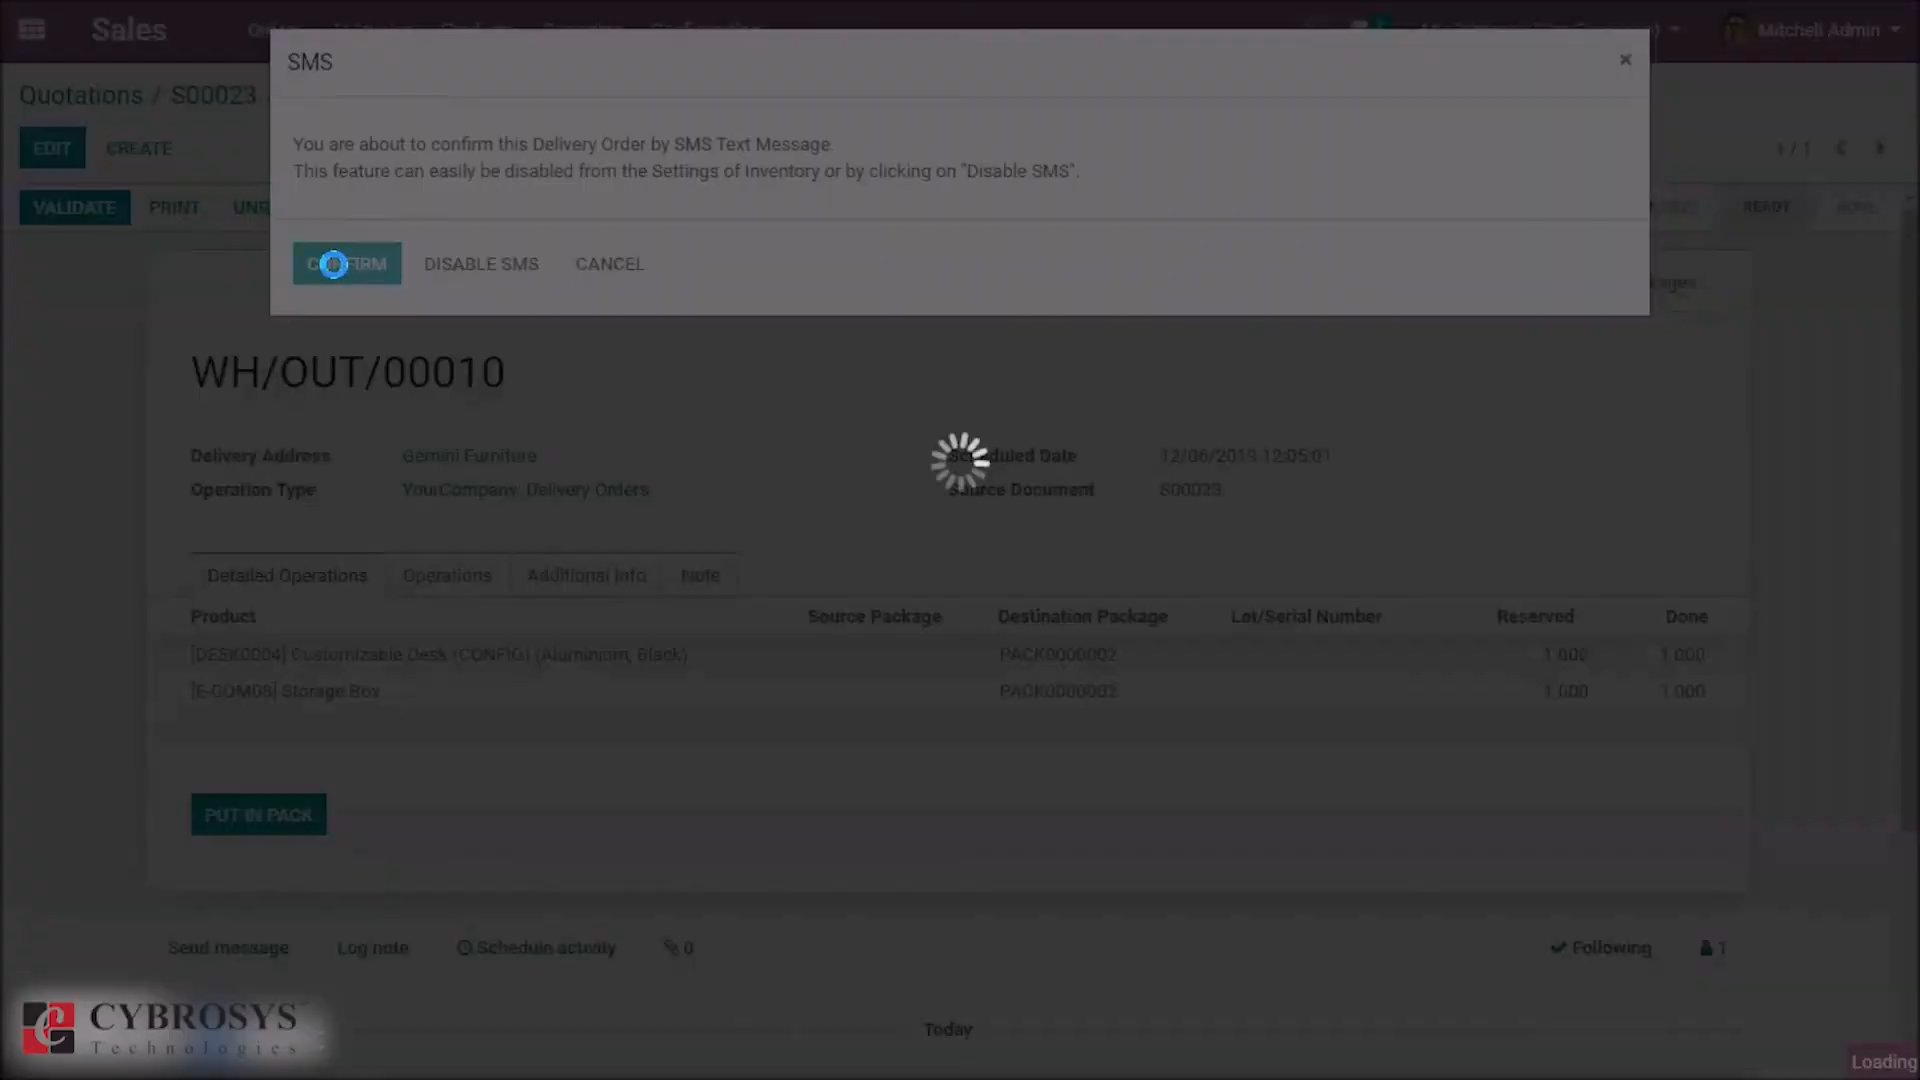 Sales
Mitchell Admin
SMS
×
Quotations / S00023
You are about to confirm this Delivery Order by SMS Text Message.
This feature can easily be disabled from the Settings of Inventory or by clicking on "Disable SMS".
EDIT CREATE
1 / 1
VALIDATE PRINT
READY DONE
CONFIRM DISABLE SMS CANCEL
WH/OUT/00010
Delivery Address Gemini Furniture Scheduled Date 12/06/2019 12:05:01
Operation Type YourCompany: Delivery Orders Source Document S00023
Detailed Operations Operations Additional Info Note
Product Source Package Destination Package Lot/Serial Number Reserved Done
[DESK0004] Customizable Desk (CONFIG) (Aluminium, Black) PACK0000002 1.000 1.000
[E-COM08] Storage Box PACK0000002 1.000 1.000
PUT IN PACK
Send message Log note Schedule activity 0 Following 1
CYBROSYS
Technologies
Today
Loading